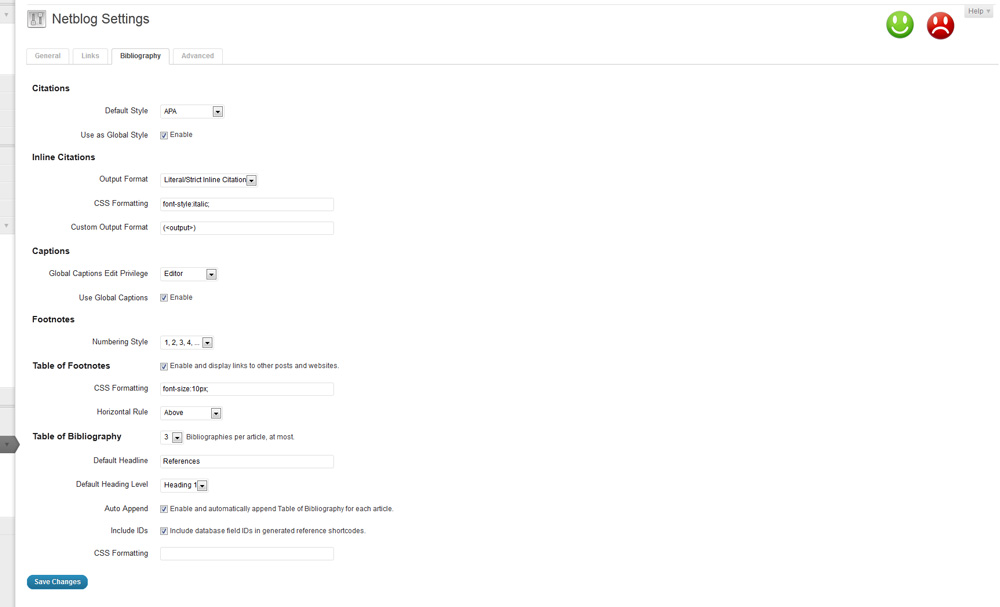 Netblog Settings
Help
General Links Bibliography Advanced
Citations
Default Style APA
Use as Global Style Enable
Inline Citations
Output Format Literal/Strict Inline Citation
CSS Formatting font-style:italic;
Custom Output Format (<output>)
Captions
Global Captions Edit Privilege Editor
Use Global Captions Enable
Footnotes
Numbering Style 1, 2, 3, 4, ...
Table of Footnotes Enable and display links to other posts and websites.
CSS Formatting font-size:10px;
Horizontal Rule Above
Table of Bibliography 3 Bibliographies per article, at most.
Default Headline References
Default Heading Level Heading 1
Auto Append Enable and automatically append Table of Bibliography for each article.
Include IDs Include database field IDs in generated reference shortcodes.
CSS Formatting
Save Changes